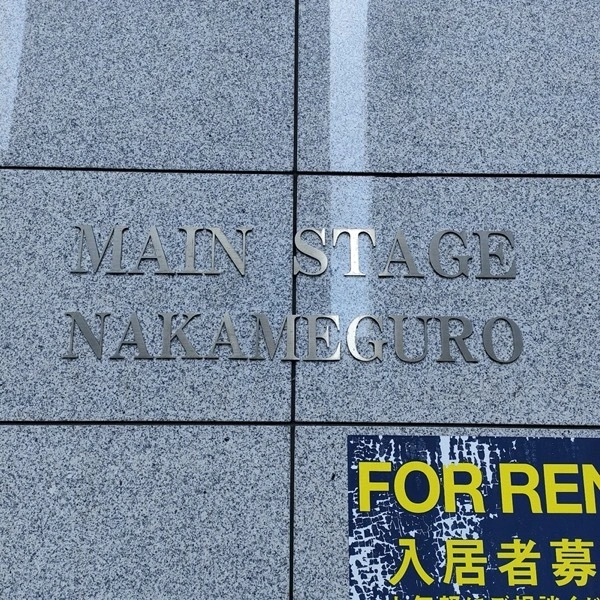 MAIN STAGE
NAKAMEGURO
FOR REN
入居者募